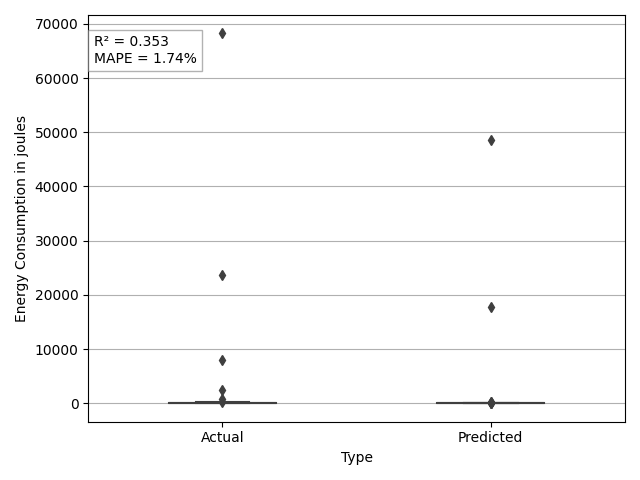 R² = 0.353
MAPE = 1.74%
70000
60000
50000
40000
30000
20000
10000
0
Energy Consumption in joules
Actual
Predicted
Type